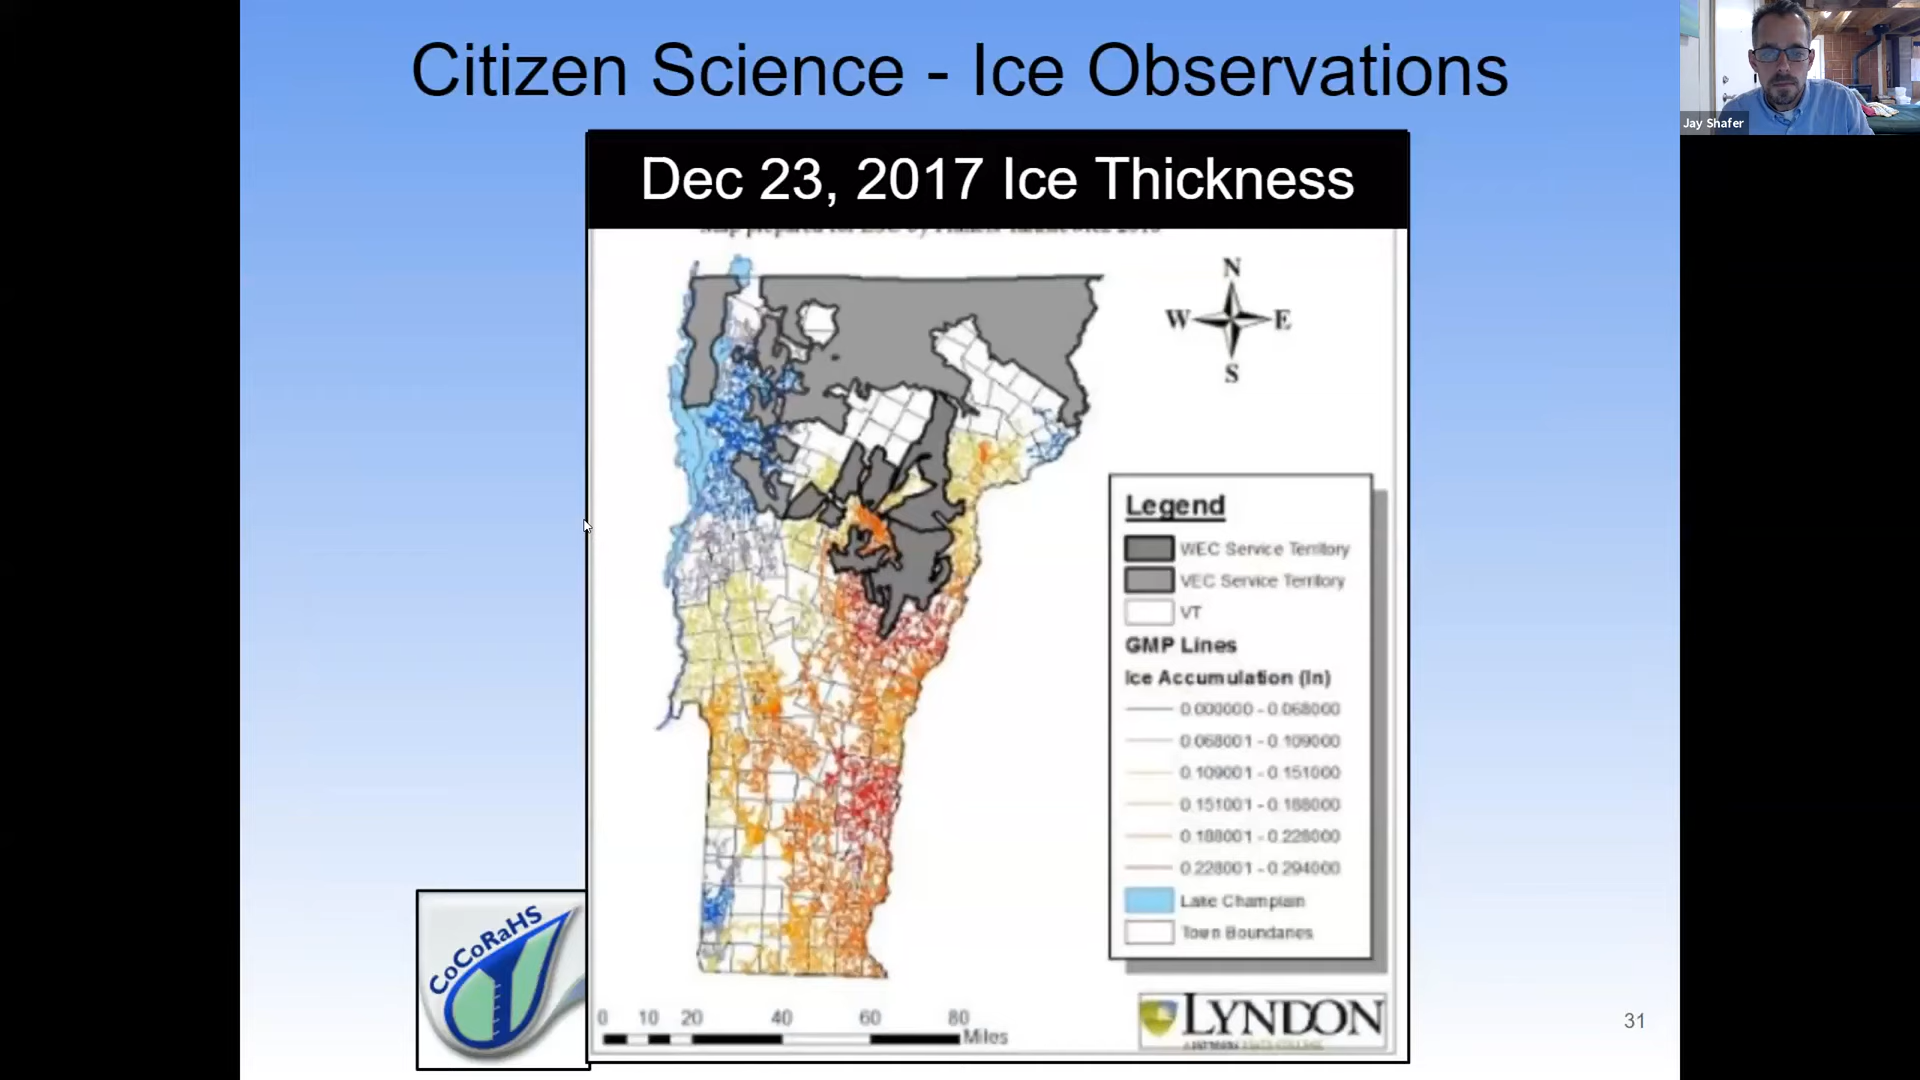 Citizen Science - Ice Observations
Jay Shafer
Dec 23, 2017 Ice Thickness
N
W E
S
Legend
WEC Service Territory
VEC Service Territory
VT
GMP Lines
Ice Accumulation (In)
0.000000 - 0.068000
0.068001 - 0.109000
0.109001 - 0.151000
0.151001 - 0.188000
0.188001 - 0.228000
0.228001 - 0.294000
Lake Champlain
Town Boundaries
CoCoRaHS
0 10 20 40 60 80
Miles
LYNDON
31